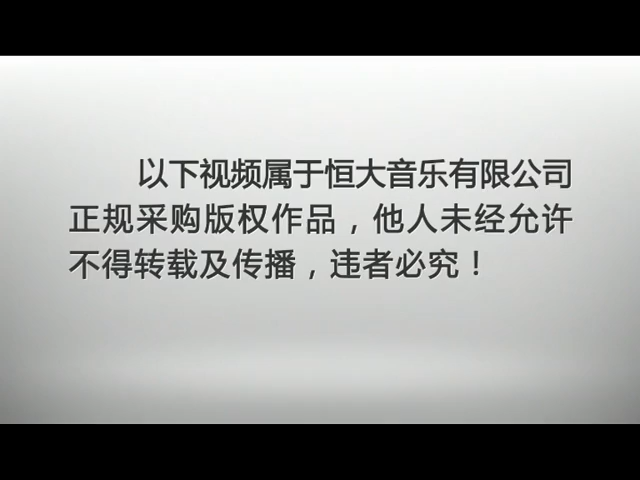 以下视频属于恒大音乐有限公司
正规采购版权作品，他人未经允许
不得转载及传播，违者必究！